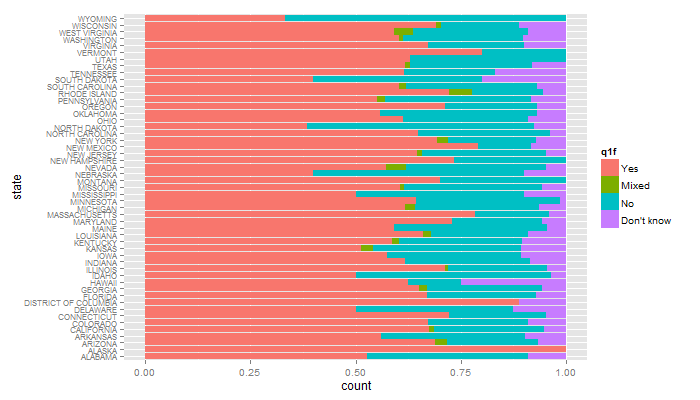 state
WYOMING
WISCONSIN
WEST VIRGINIA
WASHINGTON
VIRGINIA
VERMONT
UTAH
TEXAS
TENNESSEE
SOUTH DAKOTA
SOUTH CAROLINA
RHODE ISLAND
PENNSYLVANIA
OREGON
OKLAHOMA
OHIO
NORTH DAKOTA
NORTH CAROLINA
NEW YORK
NEW MEXICO
NEW JERSEY
NEW HAMPSHIRE
NEVADA
NEBRASKA
MONTANA
MISSOURI
MISSISSIPPI
MINNESOTA
MICHIGAN
MASSACHUSETTS
MARYLAND
MAINE
LOUISIANA
KENTUCKY
KANSAS
IOWA
INDIANA
ILLINOIS
IDAHO
HAWAII
GEORGIA
FLORIDA
DISTRICT OF COLUMBIA
DELAWARE
CONNECTICUT
COLORADO
CALIFORNIA
ARKANSAS
ARIZONA
ALASKA
ALABAMA
0.00 0.25 0.50 0.75 1.00
count
q1f
Yes
Mixed
No
Don't know